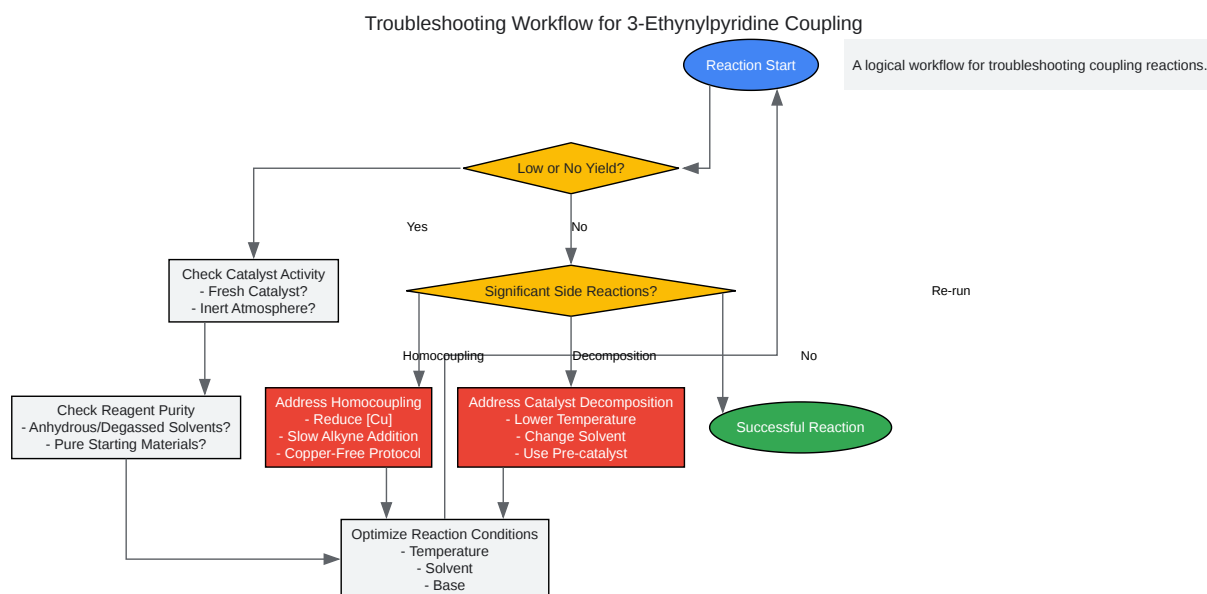 Troubleshooting Workflow for 3-Ethynylpyridine Coupling
Reaction Start
A logical workflow for troubleshooting coupling reactions.
Low or No Yield?
Yes
No
Check Catalyst Activity
- Fresh Catalyst?
- Inert Atmosphere?
Significant Side Reactions?
Re-run
Homocoupling
Decomposition
No
Check Reagent Purity
- Anhydrous/Degassed Solvents?
- Pure Starting Materials?
Address Homocoupling
- Reduce [Cu]
- Slow Alkyne Addition
- Copper-Free Protocol
Address Catalyst Decomposition
- Lower Temperature
- Change Solvent
- Use Pre-catalyst
Successful Reaction
Optimize Reaction Conditions
- Temperature
- Solvent
- Base